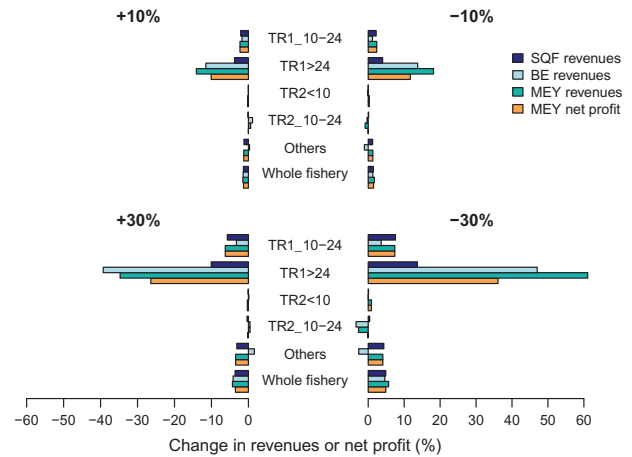 +10%
−10%
TR1_10−24
TR1>24
TR2<10
TR2_10−24
Others
Whole fishery
SQF revenues
BE revenues
MEY revenues
MEY net profit
+30%
−30%
TR1_10−24
TR1>24
TR2<10
TR2_10−24
Others
Whole fishery
−60 −50 −40 −30 −20 −10 0 0 10 20 30 40 50 60
Change in revenues or net profit (%)